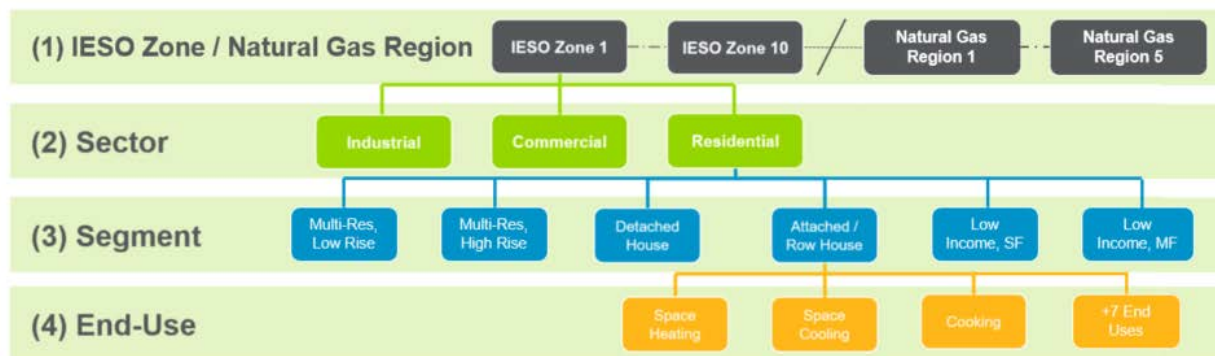 (1) IESO Zone / Natural Gas Region
IESO Zone 1
IESO Zone 10
Natural Gas
Region 1
Natural Gas
Region 5
(2) Sector
Industrial
Commercial
Residential
(3) Segment
Multi-Res,
Low Rise
Multi-Res,
High Rise
Detached
House
Attached /
Row House
Low
Income, SF
Low
Income, MF
(4) End-Use
Space
Heating
Space
Cooling
Cooking
+7 End
Uses